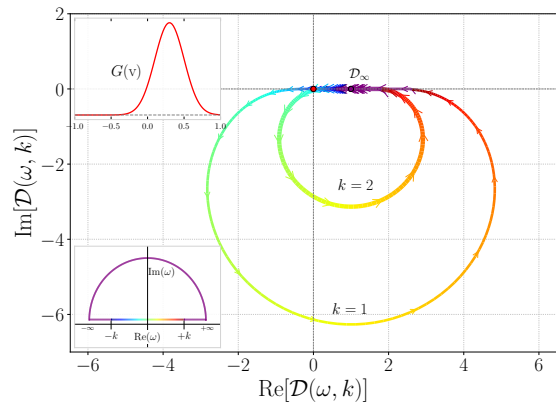 G(v)
−1.0 −0.5 0.0 0.5 1.0
𝒟∞
k = 2
k = 1
Im(ω)
−∞ −k Re(ω) +k +∞
0
−2
−4
−6
−6 −4 −2 0 2 4 6
Im[𝒟(ω, k)]
Re[𝒟(ω, k)]